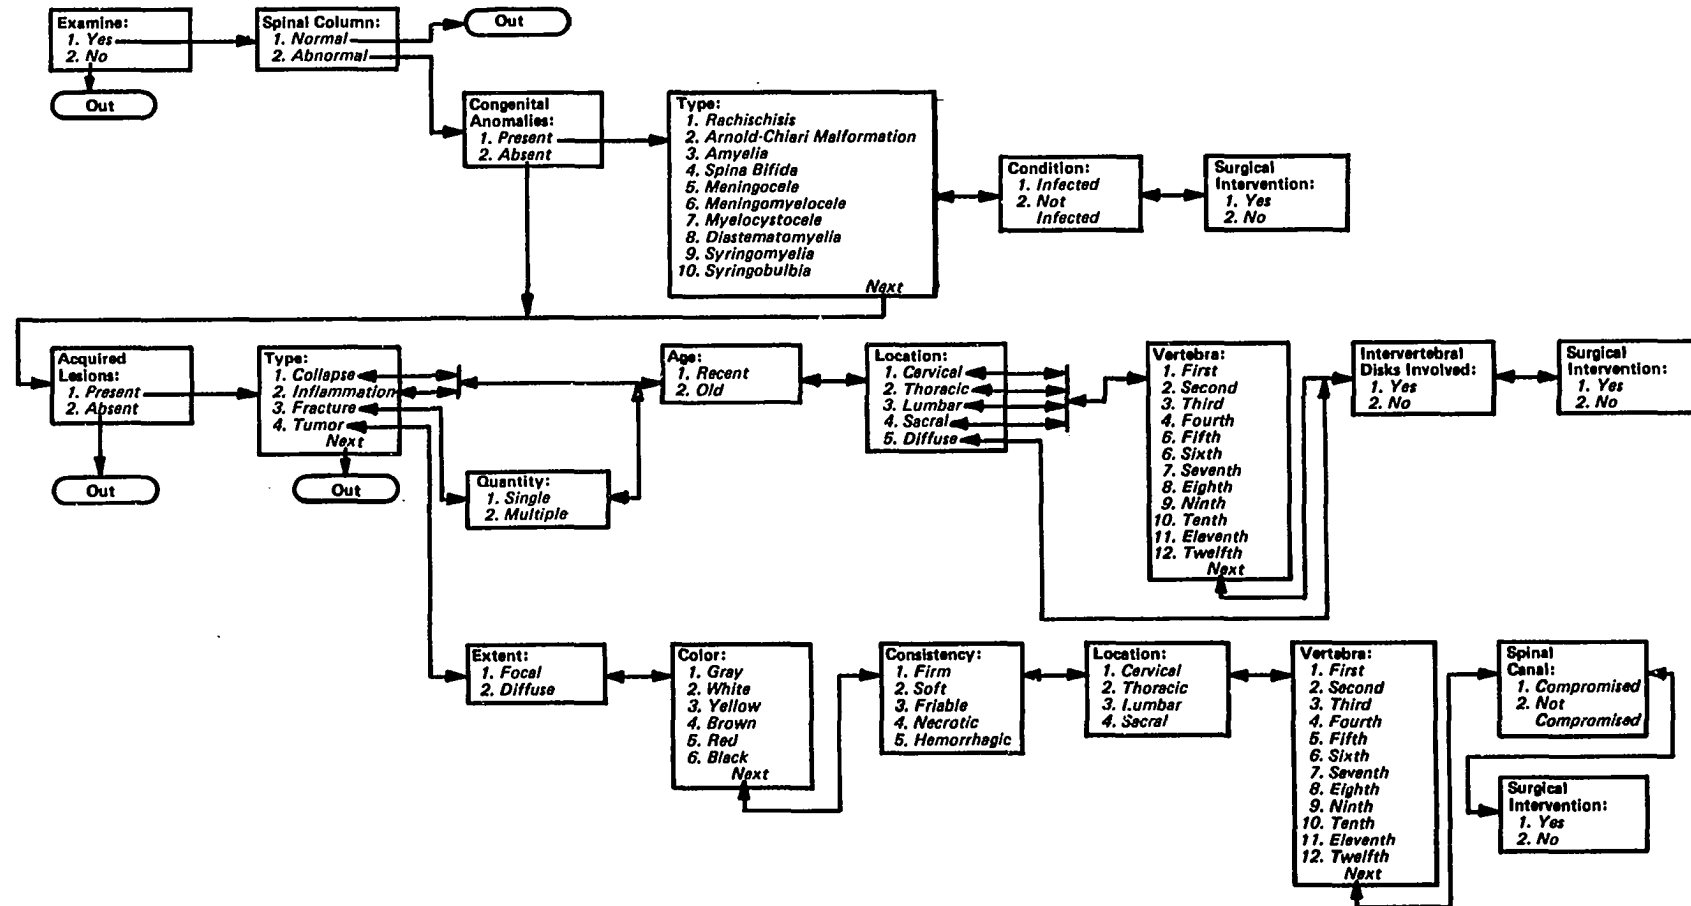 Examine:
1. Yes
2. No
Out
Spinal Column:
1. Normal
2. Abnormal
Out
Congenital
Anomalies:
1. Present
2. Absent
Type:
1. Rachischisis
2. Arnold-Chiari Malformation
3. Amyelia
4. Spina Bifida
5. Meningocele
6. Meningomyelocele
7. Myelocystocele
8. Diastematomyelia
9. Syringomyelia
10. Syringobulbia
Next
Condition:
1. Infected
2. Not
Infected
Surgical
Intervention:
1. Yes
2. No
Acquired
Lesions:
1. Present
2. Absent
Out
Type:
1. Collapse
2. Inflammation
3. Fracture
4. Tumor
Next
Out
Quantity:
1. Single
2. Multiple
Age:
1. Recent
2. Old
Location:
1. Cervical
2. Thoracic
3. Lumbar
4. Sacral
5. Diffuse
Vertebra:
1. First
2. Second
3. Third
4. Fourth
5. Fifth
6. Sixth
7. Seventh
8. Eighth
9. Ninth
10. Tenth
11. Eleventh
12. Twelfth
Next
Intervertebral
Disks Involved:
1. Yes
2. No
Surgical
Intervention:
1. Yes
2. No
Extent:
1. Focal
2. Diffuse
Color:
1. Gray
2. White
3. Yellow
4. Brown
5. Red
6. Black
Next
Consistency:
1. Firm
2. Soft
3. Friable
4. Necrotic
5. Hemorrhagic
Location:
1. Cervical
2. Thoracic
3. Lumbar
4. Sacral
Vertebra:
1. First
2. Second
3. Third
4. Fourth
5. Fifth
6. Sixth
7. Seventh
8. Eighth
9. Ninth
10. Tenth
11. Eleventh
12. Twelfth
Next
Spinal
Canal:
1. Compromised
2. Not
Compromised
Surgical
Intervention:
1. Yes
2. No